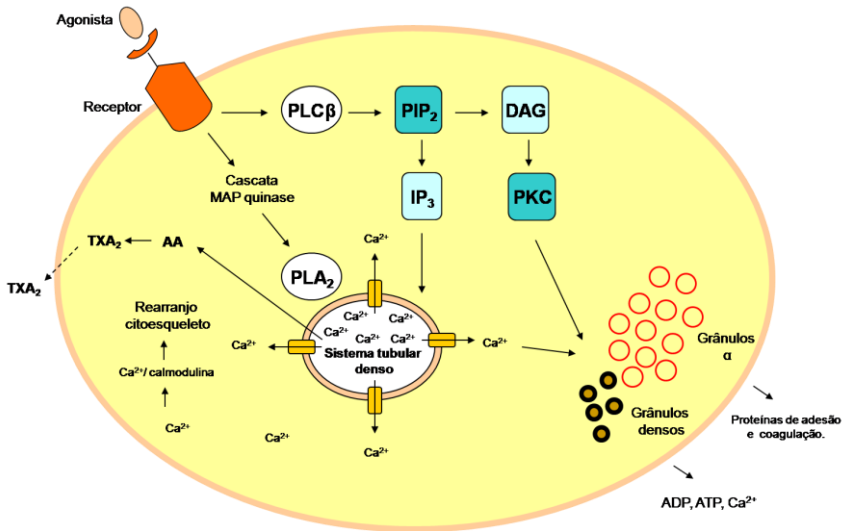 Agonista
Receptor
PLCβ
PIP₂
DAG
Cascata
MAP quinase
IP₃
PKC
TXA₂
TXA₂
AA
PLA₂
Ca²⁺
Rearranjo
citoesqueleto
Ca²⁺/ calmodulina
Ca²⁺
Ca²⁺
Ca²⁺
Ca²⁺
Ca²⁺
Ca²⁺
Ca²⁺
Ca²⁺
Sistema tubular
denso
Ca²⁺
Ca²⁺
Ca²⁺
Grânulos
α
Grânulos
densos
Proteínas de adesão
e coagulação.
ADP, ATP, Ca²⁺